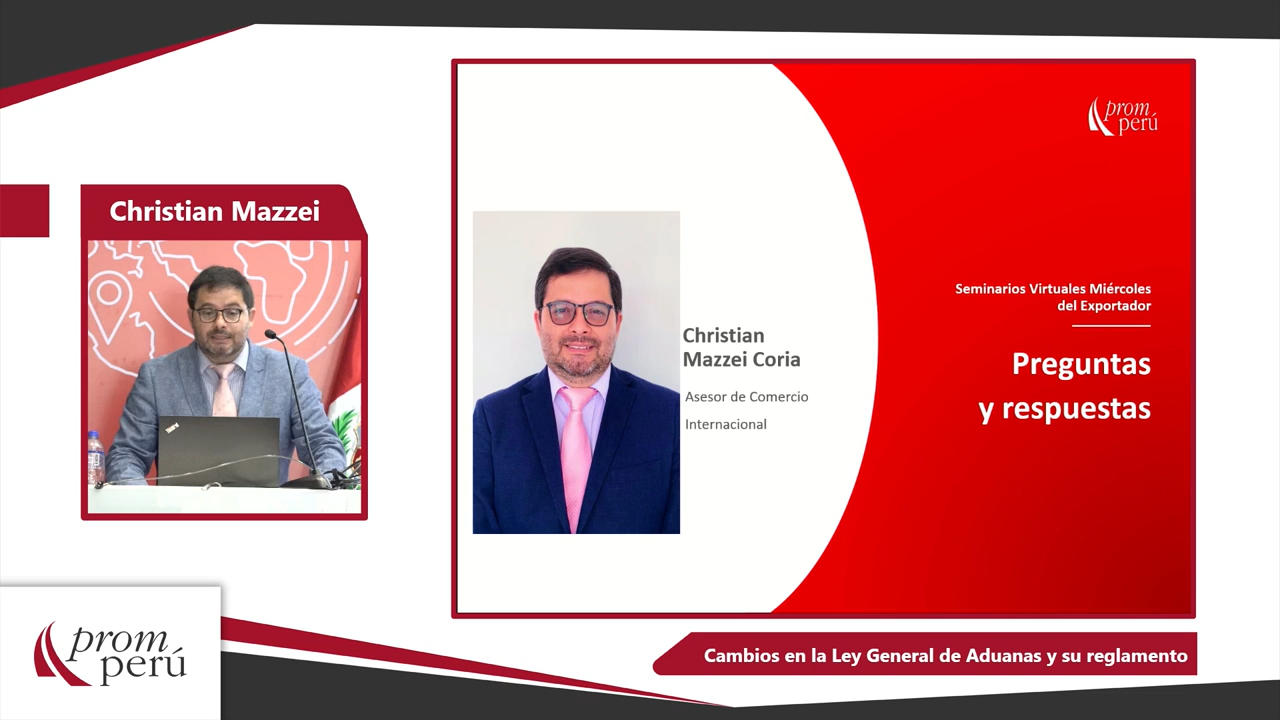 Christian Mazzei
prom
perú
Christian
Mazzei Coria
Asesor de Comercio
Internacional
Seminarios Virtuales Miércoles
del Exportador
Preguntas
y respuestas
prom
perú
Cambios en la Ley General de Aduanas y su reglamento